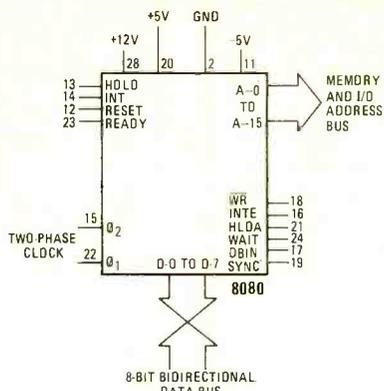 +5V GND
+12V -5V
28 20 2 11
13 HOLD
14 INT
12 RESET
23 READY
A-0
TO
A-15
MEMORY
AND I/O
ADDRESS
BUS
WR 18
INTE 16
HLDA 21
WAIT 24
DBIN 17
SYNC 19
15 Ø2
TWO-PHASE
CLOCK
22 Ø1
D-0 TO D-7
8080
8-BIT BIDIRECTIONAL
DATA BUS